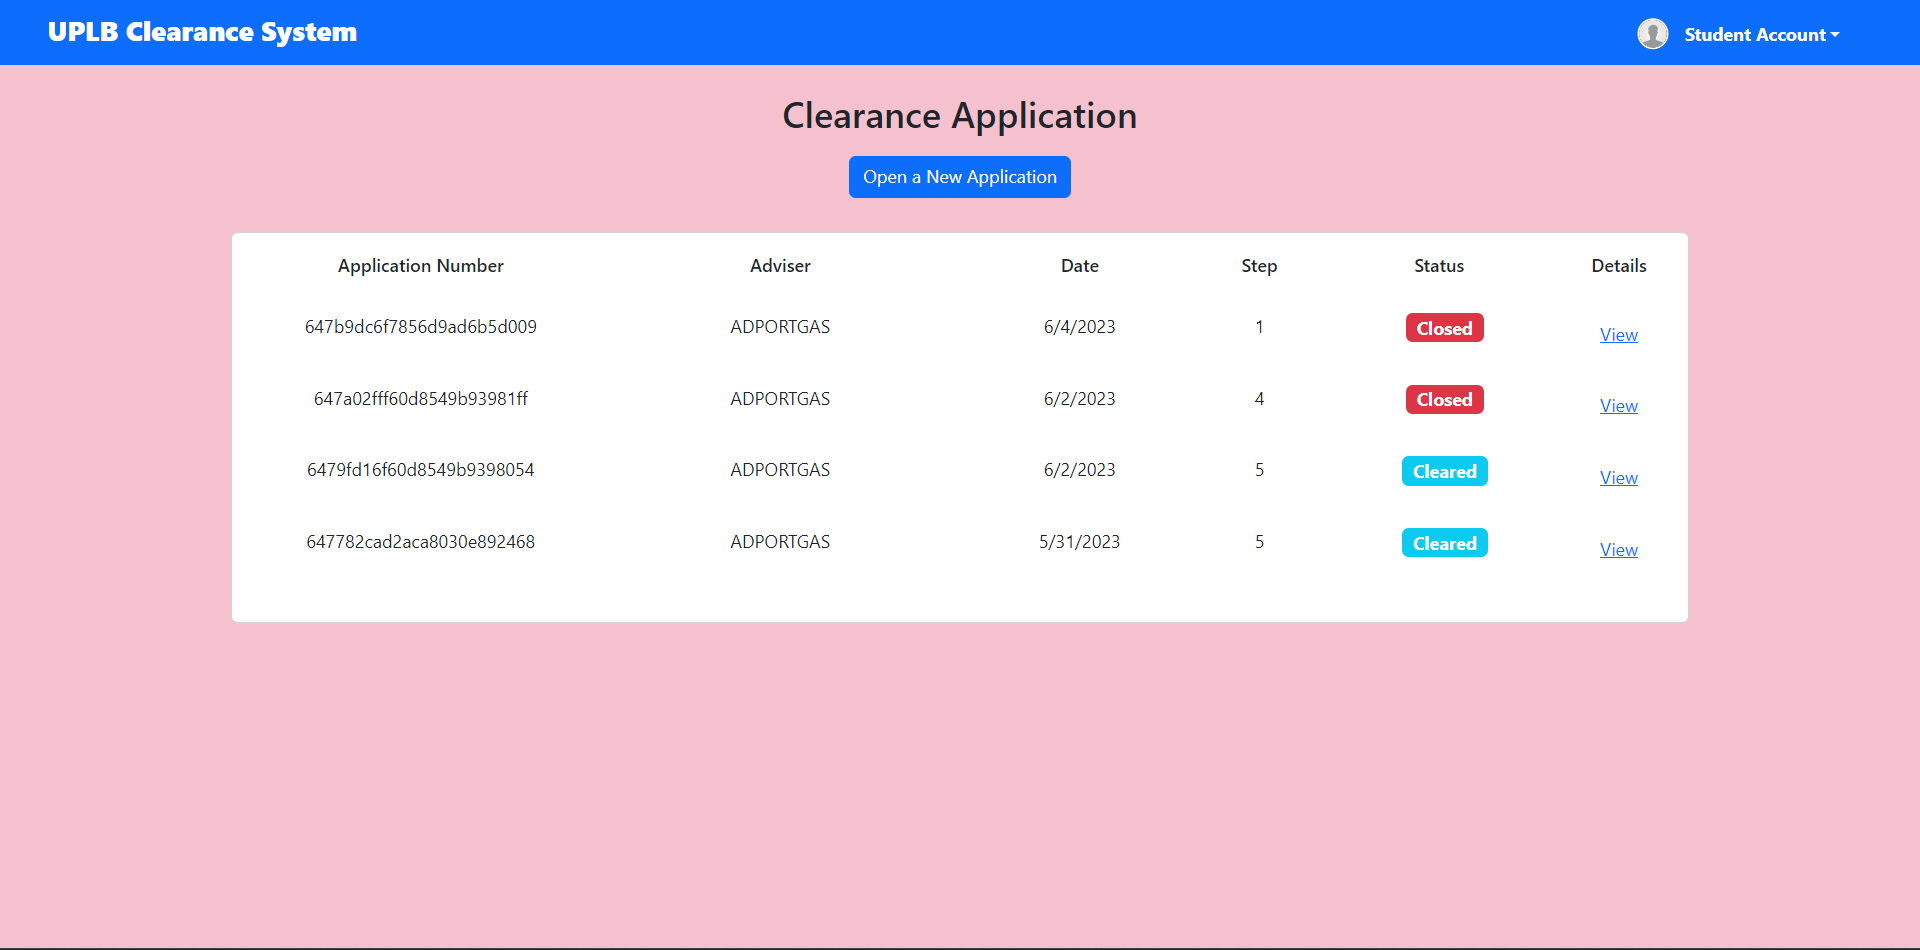 UPLB Clearance System
Student Account
Clearance Application
Open a New Application
Application Number Adviser Date Step Status Details
647b9dc6f7856d9ad6b5d009 ADPORTGAS 6/4/2023 1 Closed View
647a02fff60d8549b93981ff ADPORTGAS 6/2/2023 4 Closed View
6479fd16f60d8549b9398054 ADPORTGAS 6/2/2023 5 Cleared View
647782cad2aca8030e892468 ADPORTGAS 5/31/2023 5 Cleared View